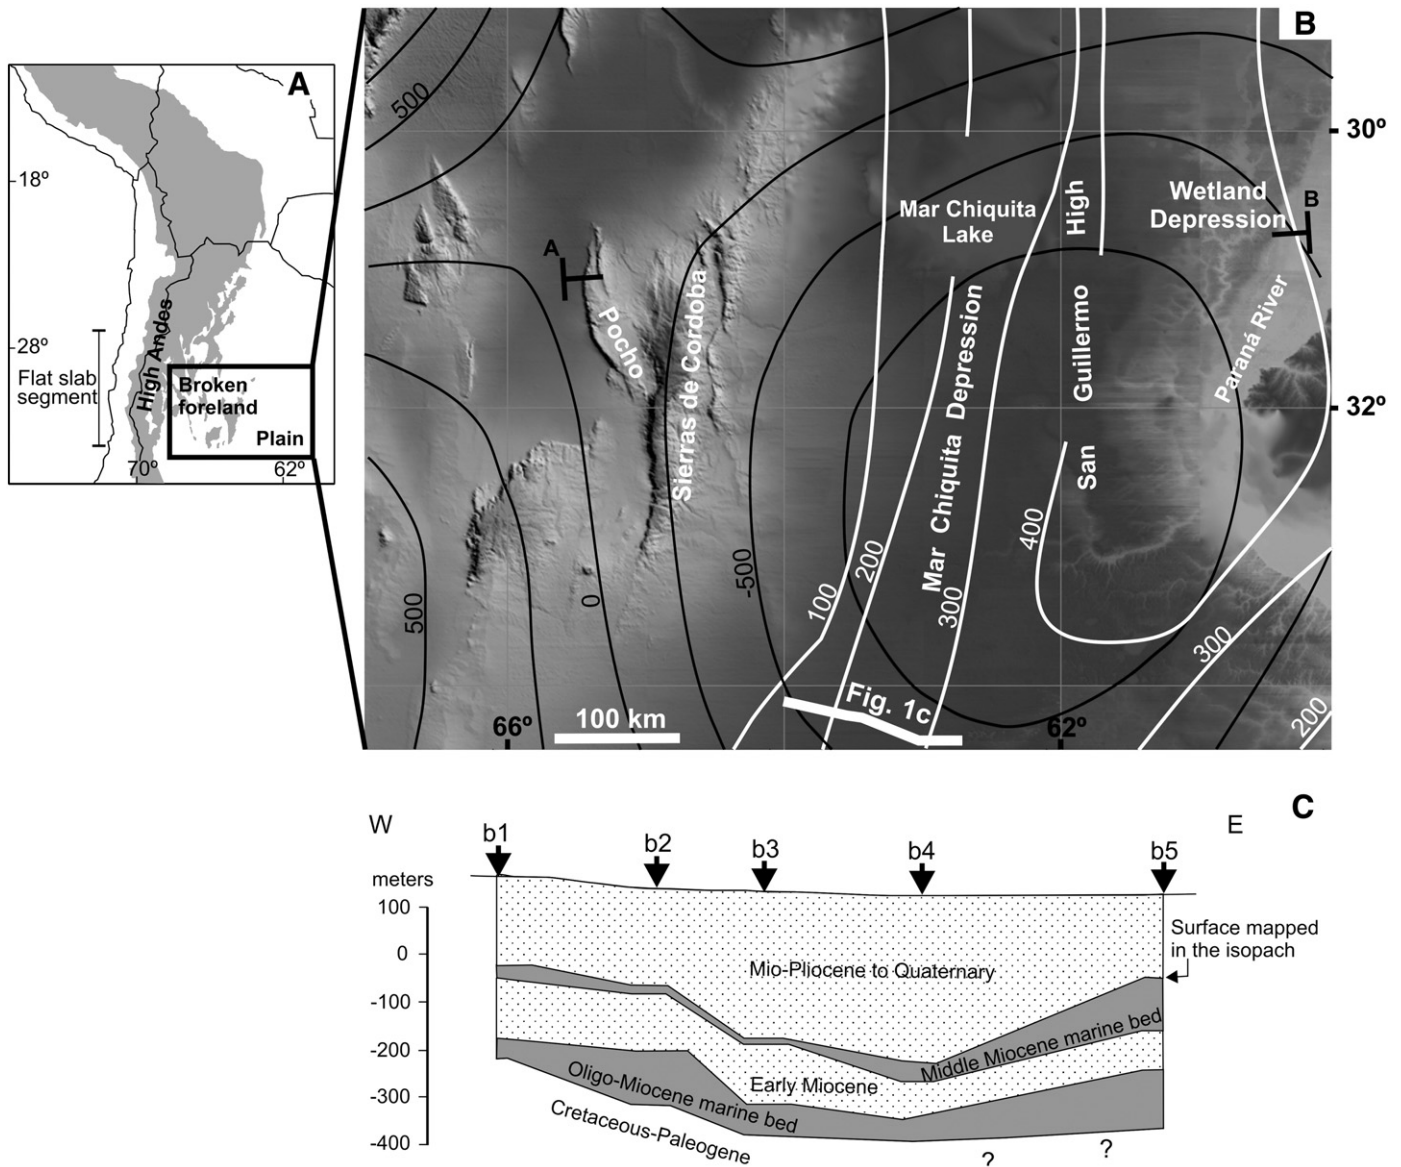 A
18º
28º
Flat slab
segment
High Andes
Broken
foreland
Plain
70º
62º
B
500
30º
Mar Chiquita
Lake
High
Wetland
Depression
B
A
Pocho
Sierras de Cordoba
Mar Chiquita Depression
Guillermo
San
Paraná River
32º
500
0
-500
100
200
300
400
300
200
Fig. 1c
66º
100 km
62º
C
W
E
b1
b2
b3
b4
b5
meters
100
0
-100
-200
-300
-400
Surface mapped
in the isopach
Mio-Pliocene to Quaternary
Middle Miocene marine bed
Early Miocene
Oligo-Miocene marine bed
Cretaceous-Paleogene
?
?